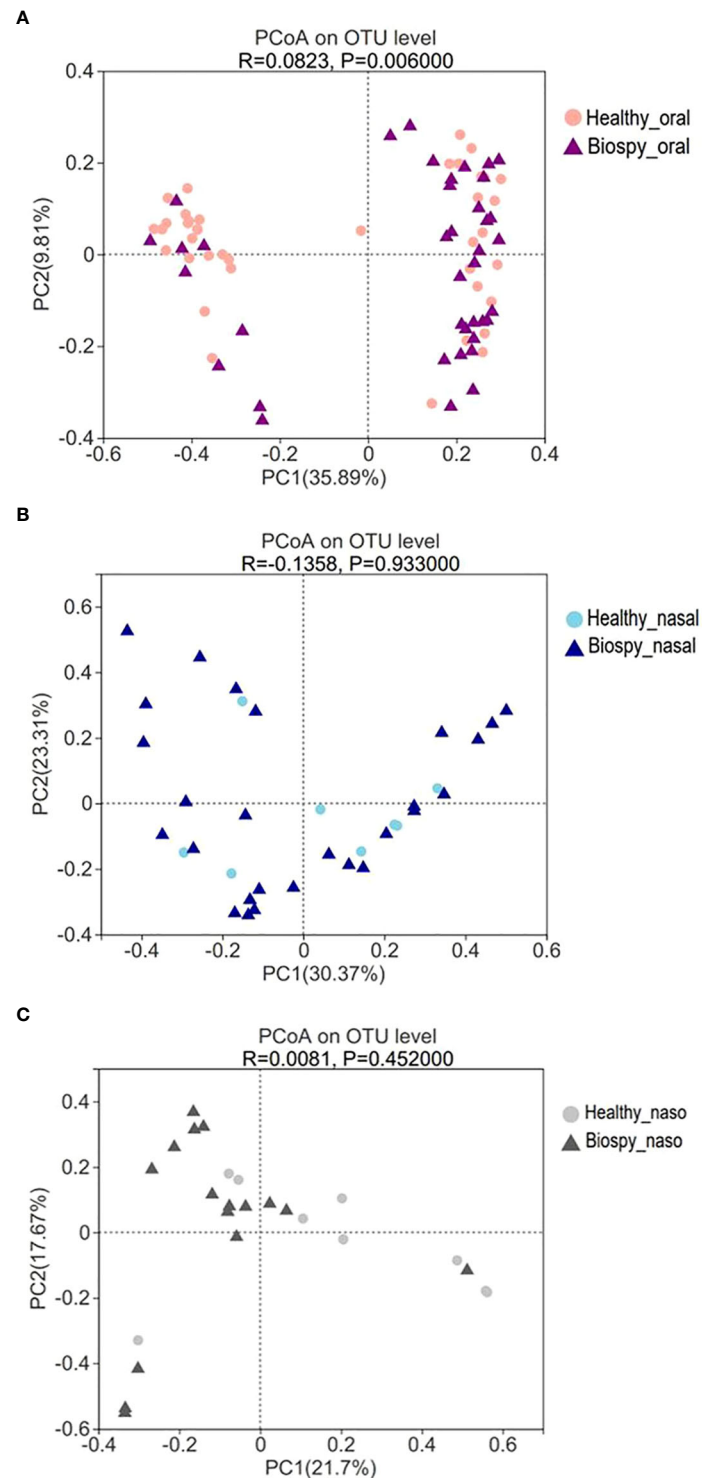 A
PCoA on OTU level
R=0.0823, P=0.006000
0.4
0.2
0
-0.2
-0.4
PC2(9.81%)
-0.6
-0.4
-0.2
0
0.2
0.4
PC1(35.89%)
Healthy_oral
Biospy_oral
B
PCoA on OTU level
R=-0.1358, P=0.933000
0.6
0.4
0.2
0
-0.2
-0.4
PC2(23.31%)
-0.4
-0.2
0
0.2
0.4
0.6
PC1(30.37%)
Healthy_nasal
Biospy_nasal
C
PCoA on OTU level
R=0.0081, P=0.452000
0.4
0.2
0
-0.2
-0.4
-0.6
PC2(17.67%)
-0.4
-0.2
0
0.2
0.4
0.6
PC1(21.7%)
Healthy_naso
Biospy_naso